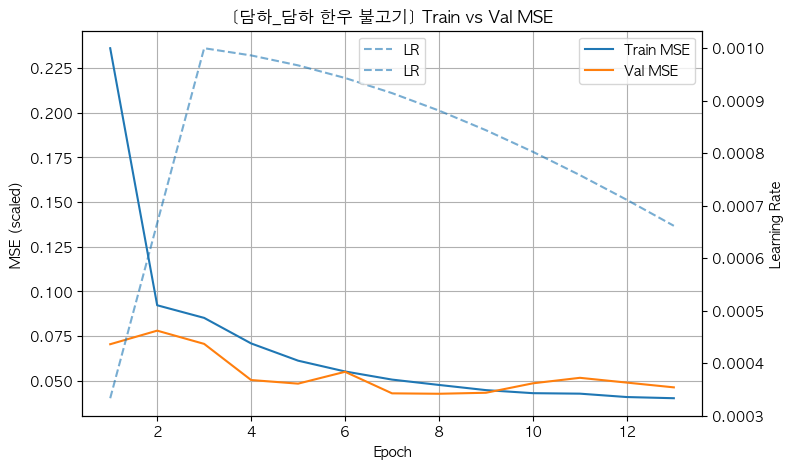 [담하_담하 한우 불고기] Train vs Val MSE
LR
LR
Train MSE
Val MSE
MSE (scaled)
0.225
0.200
0.175
0.150
0.125
0.100
0.075
0.050
0.0010
0.0009
0.0008
0.0007
0.0006
0.0005
0.0004
0.0003
Learning Rate
2
4
6
8
10
12
Epoch